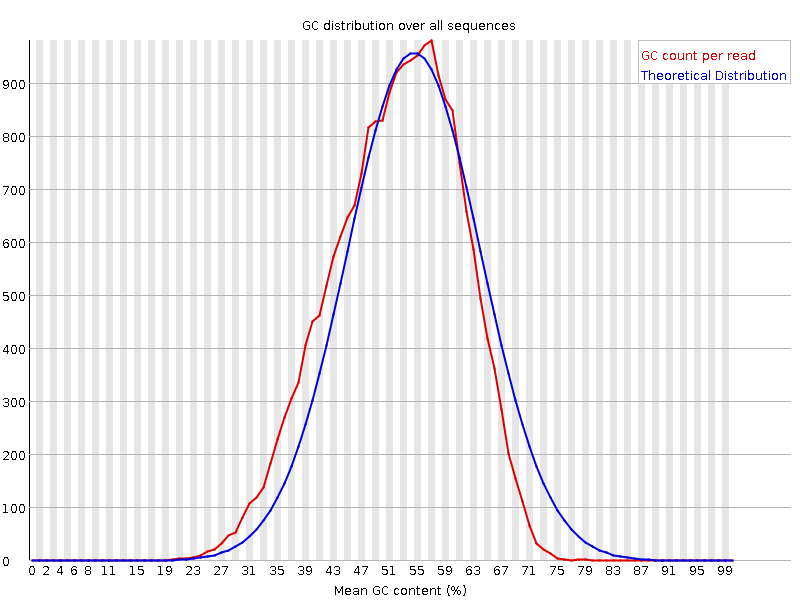 GC distribution over all sequences
GC count per read
Theoretical Distribution
900
800
700
600
500
400
300
200
100
0
0 2 4 6 8 11 15 19 23 27 31 35 39 43 47 51 55 59 63 67 71 75 79 83 87 91 95 99
Mean GC content (%)